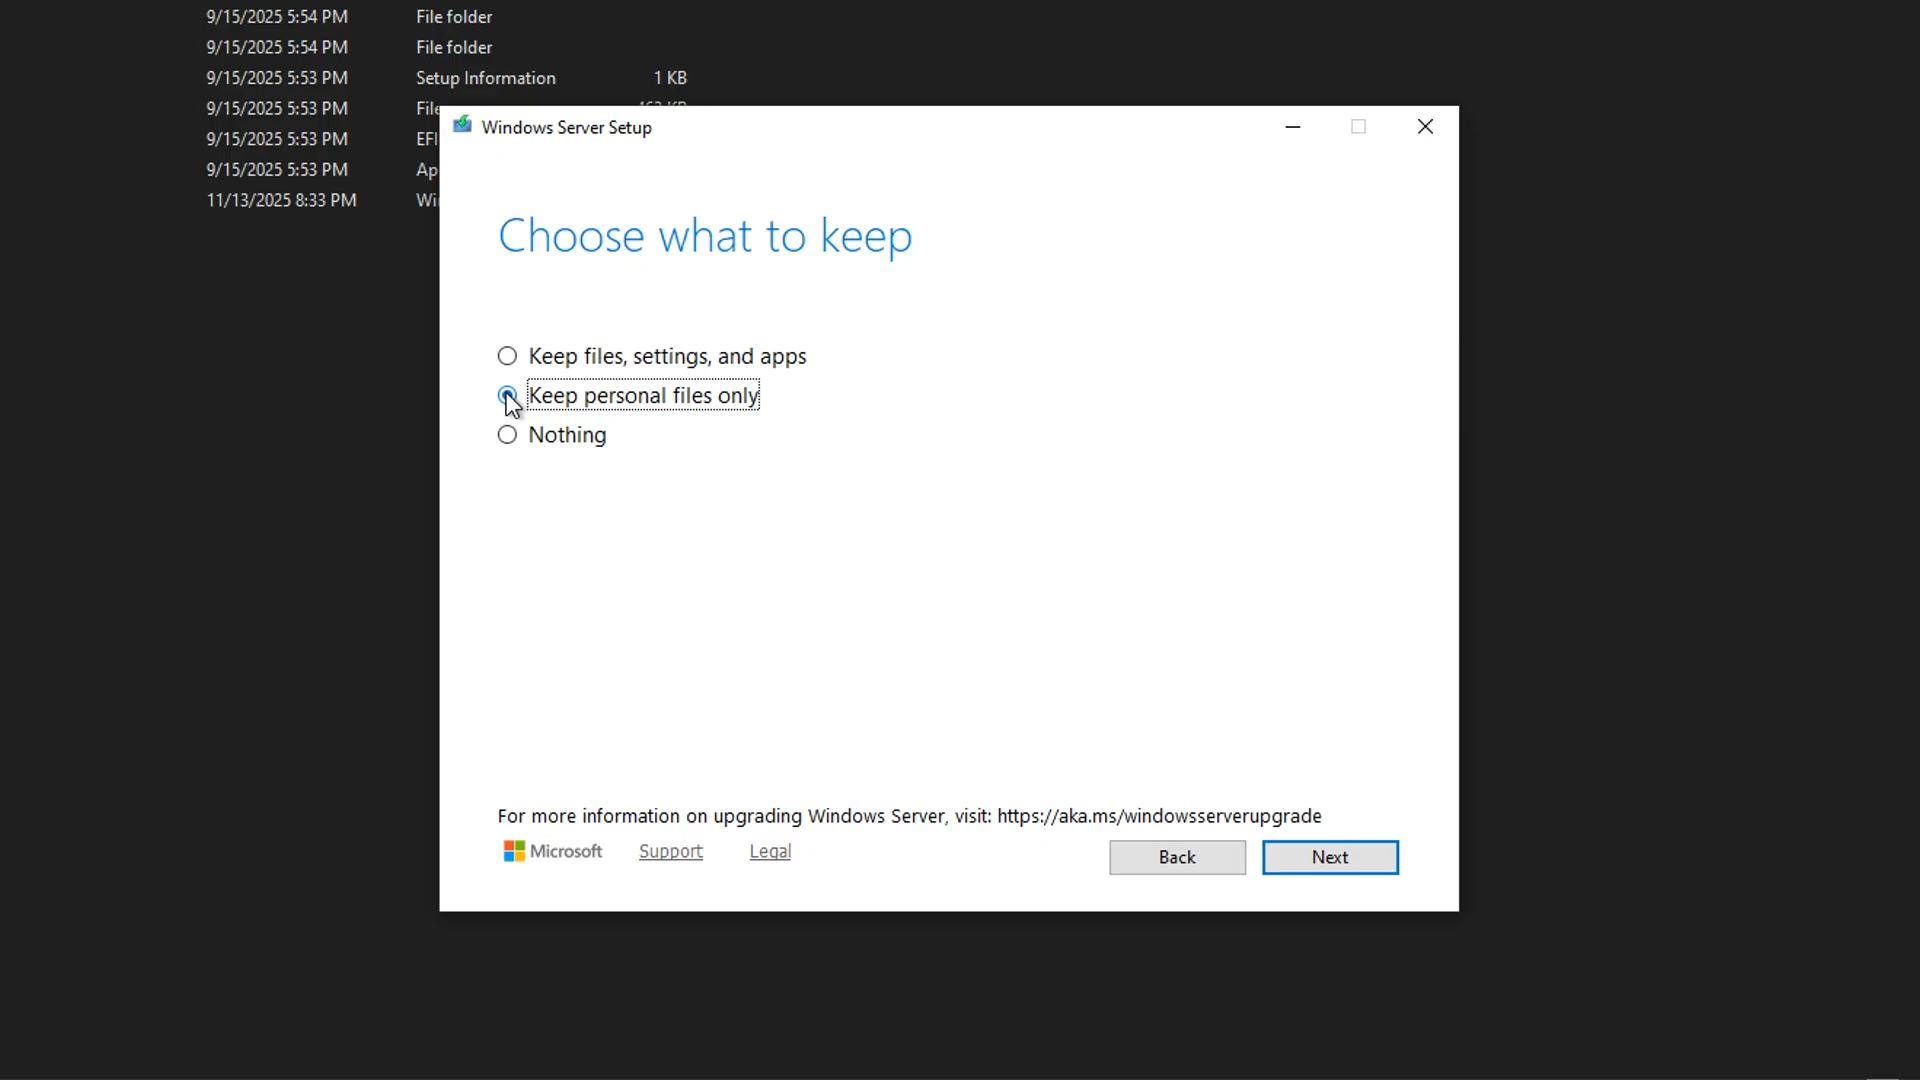 9/15/2025 5:54 PM File folder
9/15/2025 5:54 PM File folder
9/15/2025 5:53 PM Setup Information 1 KB
9/15/2025 5:53 PM File
9/15/2025 5:53 PM EFI
9/15/2025 5:53 PM Ap
11/13/2025 8:33 PM Wi
Windows Server Setup
Choose what to keep
Keep files, settings, and apps
Keep personal files only
Nothing
For more information on upgrading Windows Server, visit: https://aka.ms/windowsserverupgrade
Microsoft Support Legal Back Next